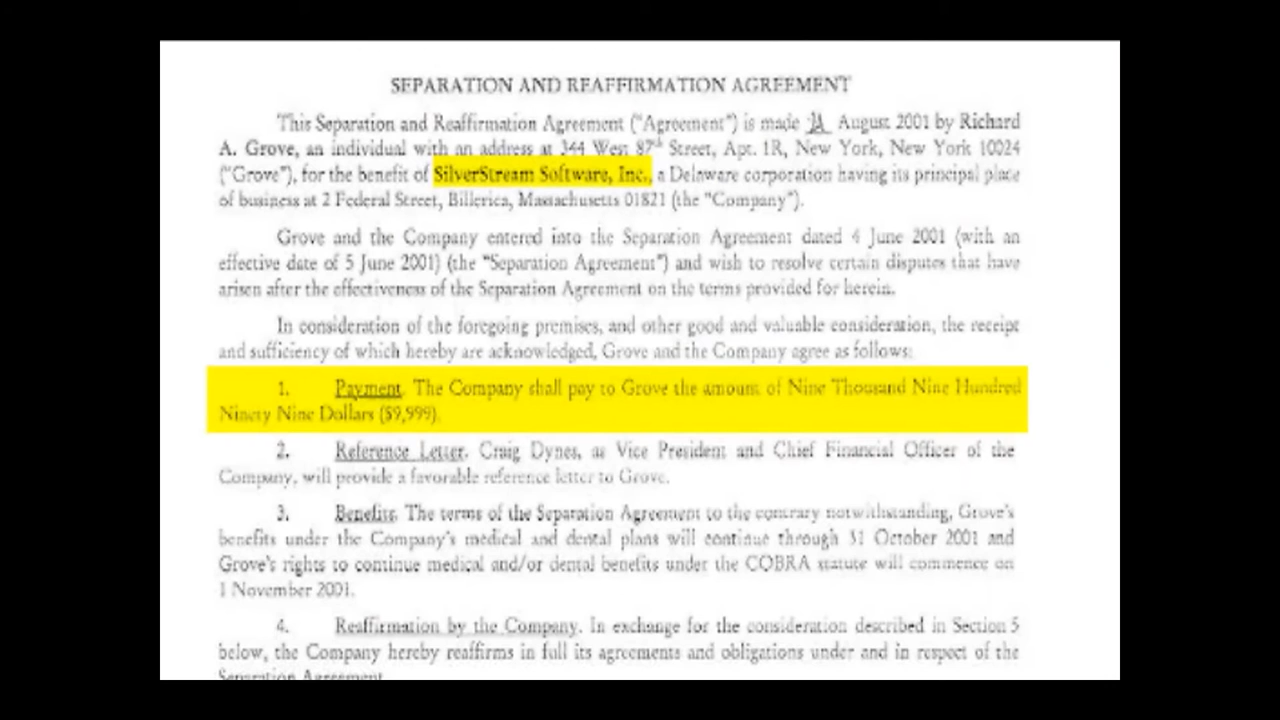 SEPARATION AND REAFFIRMATION AGREEMENT
This Separation and Reaffirmation Agreement ("Agreement") is made August 2001 by Richard
A. Grove, an individual with an address at 344 West 87th Street, Apt. 1R, New York, New York 10024
("Grove"), for the benefit of SilverStream Software, Inc., a Delaware corporation having its principal place
of business at 2 Federal Street, Billerica, Massachusetts 01821 (the "Company").
Grove and the Company entered into the Separation Agreement dated 4 June 2001 (with an
effective date of 5 June 2001) (the "Separation Agreement") and wish to resolve certain disputes that have
arisen after the effectiveness of the Separation Agreement on the terms provided for herein.
In consideration of the foregoing premises, and other good and valuable consideration, the receipt
and sufficiency of which hereby are acknowledged, Grove and the Company agree as follows:
1. Payment. The Company shall pay to Grove the amount of Nine Thousand Nine Hundred
Ninety Nine Dollars ($9,999).
2. Reference Letter. Craig Dynes, as Vice President and Chief Financial Officer of the
Company, will provide a favorable reference letter to Grove.
3. Benefits. The terms of the Separation Agreement to the contrary notwithstanding, Grove's
benefits under the Company's medical and dental plans will continue through 31 October 2001 and
Grove's rights to continue medical and/or dental benefits under the COBRA statute will commence on
1 November 2001.
4. Reaffirmation by the Company. In exchange for the consideration described in Section 5
below, the Company hereby reaffirms in full its agreements and obligations under and in respect of the
Separation Agreement.